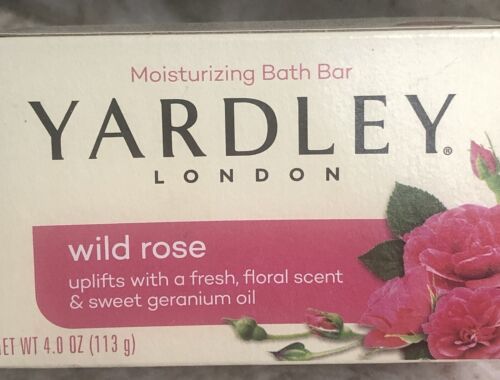 Moisturizing Bath Bar
YARDLEY®
LONDON
wild rose
uplifts with a fresh, floral scent
& sweet geranium oil
WT 4.0 OZ (113 g)